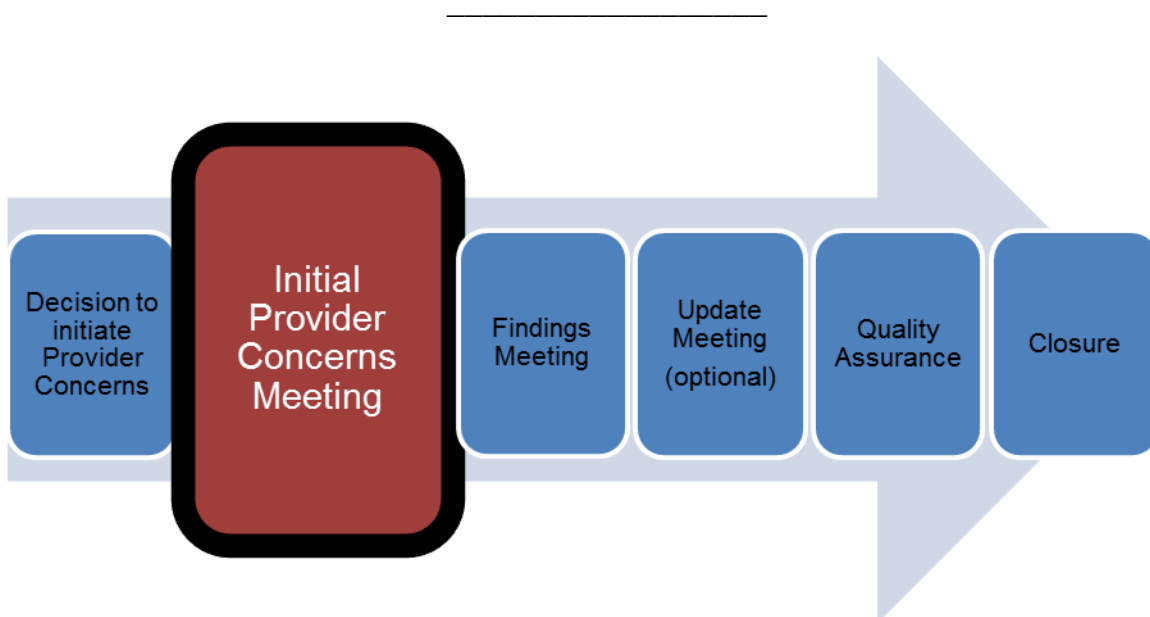 Decision to
initiate
Provider
Concerns
Initial
Provider
Concerns
Meeting
Findings
Meeting
Update
Meeting
(optional)
Quality
Assurance
Closure